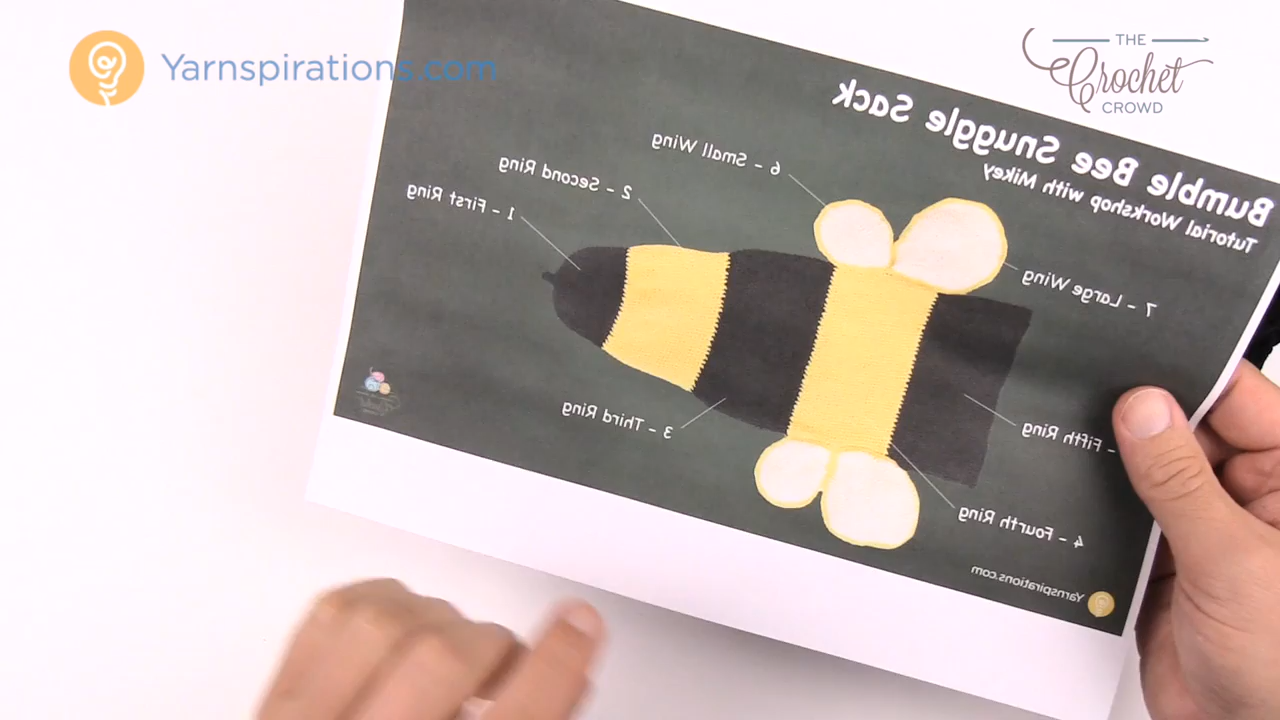 Yarnspirations.com
THE
Crochet
CROWD
Bumble Bee Snuggle Sack
Tutorial Workshop with Mikey
6 - Small Wing
2 - Second Ring
1 - First Ring
7 - Large Wing
3 - Third Ring
- Fifth Ring
4 - Fourth Ring
Yarnspirations.com